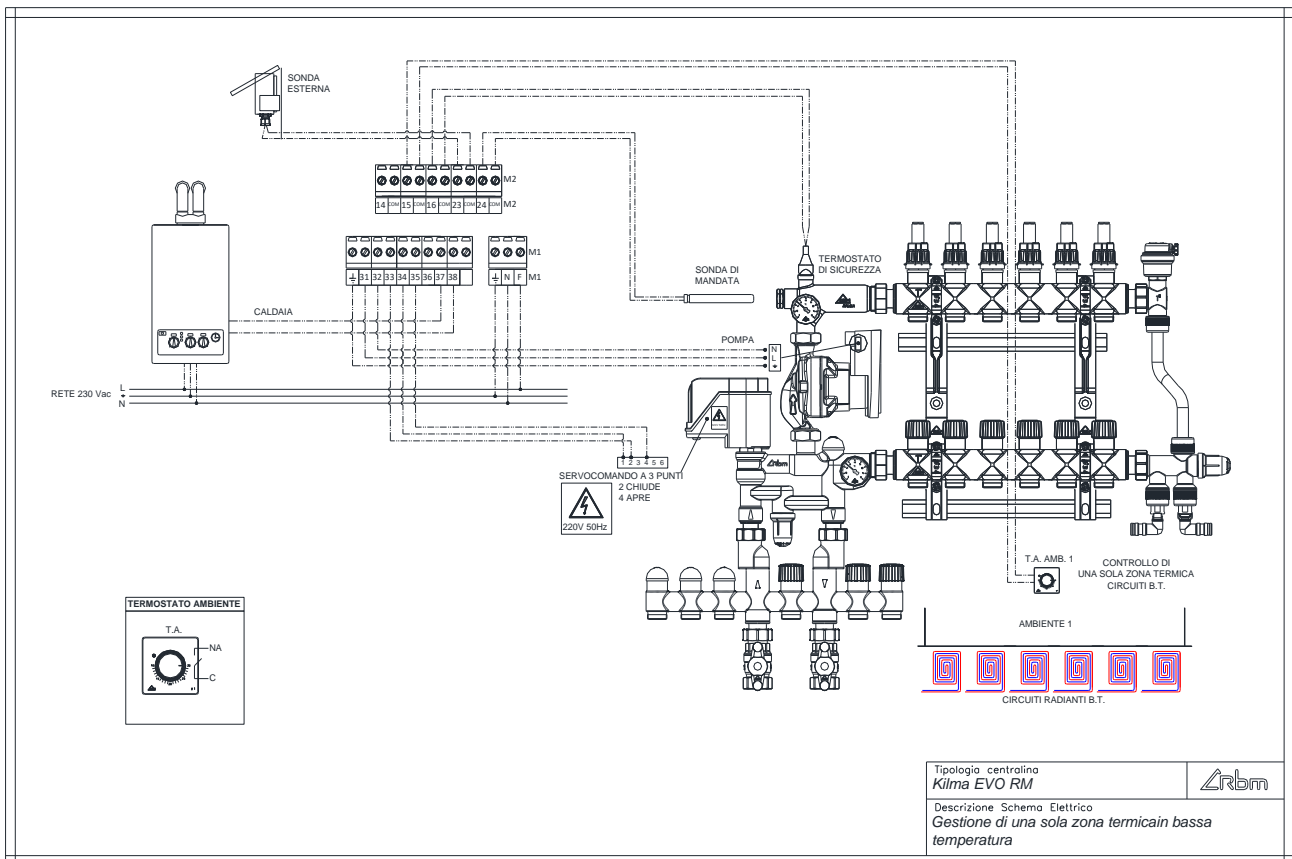 SONDA
ESTERNA
M2
14 COM 15 COM 16 COM 23 COM 24 COM M2
M1
31 32 33 34 35 36 37 38
N F M1
SONDA DI
MANDATA
TERMOSTATO
DI SICUREZZA
CALDAIA
POMPA
N
L
RETE 230 Vac
L
N
1 2 3 4 5 6
SERVOCOMANDO A 3 PUNTI
2 CHIUDE
4 APRE
220V 50Hz
rbm
T.A. AMB. 1
CONTROLLO DI
UNA SOLA ZONA TERMICA
CIRCUITI B.T.
AMBIENTE 1
CIRCUITI RADIANTI B.T.
TERMOSTATO AMBIENTE
T.A.
NA
C
Tipologia centralina
Kilma EVO RM
Rbm
Descrizione Schema Elettrico
Gestione di una sola zona termicain bassa
temperatura